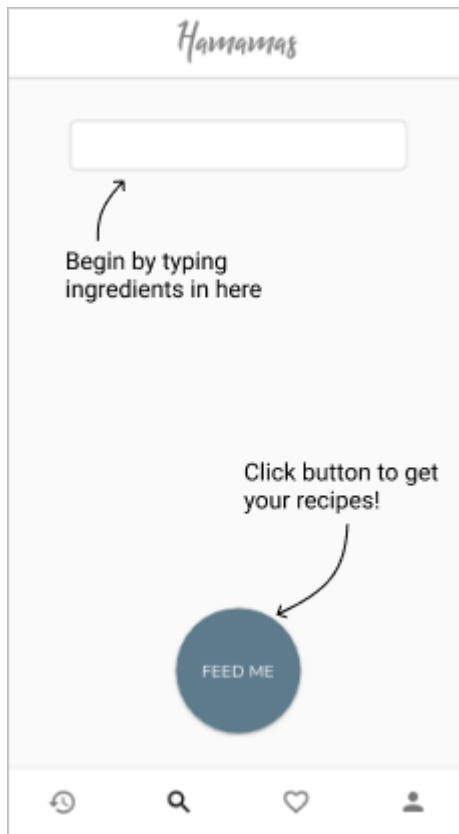 Hamamas
Begin by typing
ingredients in here
Click button to get
your recipes!
FEED ME